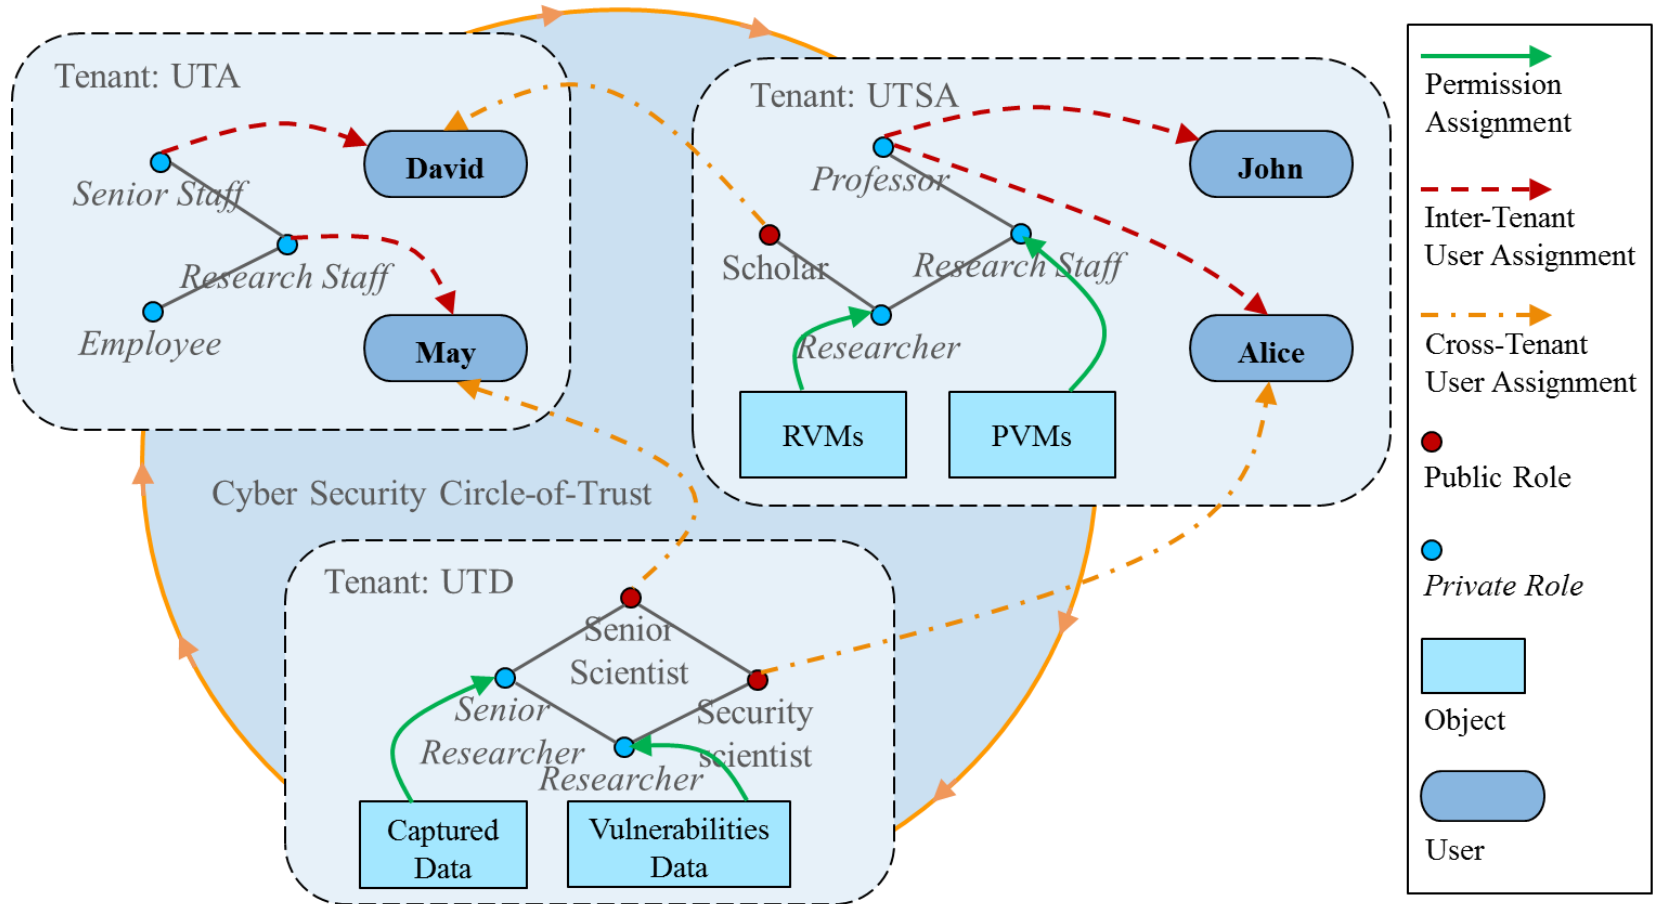 Tenant: UTA
David
Senior Staff
Research Staff
Employee
May
Tenant: UTSA
Professor
John
Scholar
Research Staff
Researcher
Alice
RVMs
PVMs
Cyber Security Circle-of-Trust
Tenant: UTD
Senior
Scientist
Senior
Researcher
Security
scientist
Researcher
Captured
Data
Vulnerabilities
Data
Permission
Assignment
Inter-Tenant
User Assignment
Cross-Tenant
User Assignment
Public Role
Private Role
Object
User